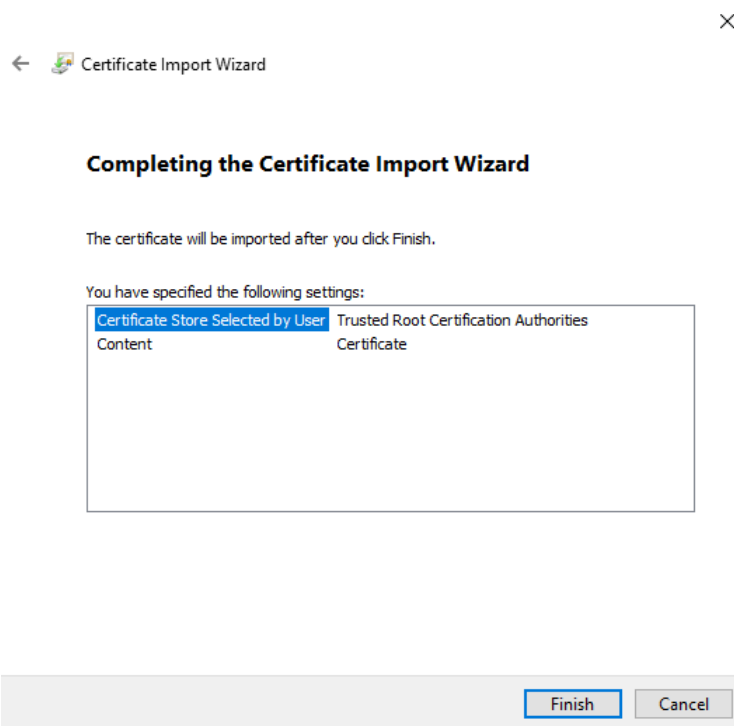 Certificate Import Wizard
Completing the Certificate Import Wizard
The certificate will be imported after you click Finish.
You have specified the following settings:
Certificate Store Selected by User Trusted Root Certification Authorities
Content Certificate
Finish Cancel